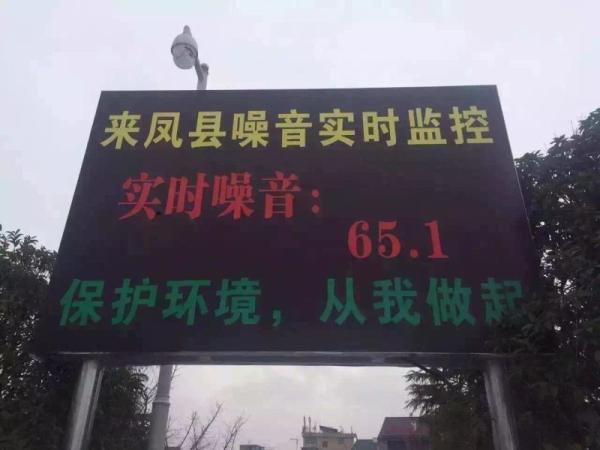 来凤县噪音实时监控
实时噪音：
65.1
保护环境，从我做起